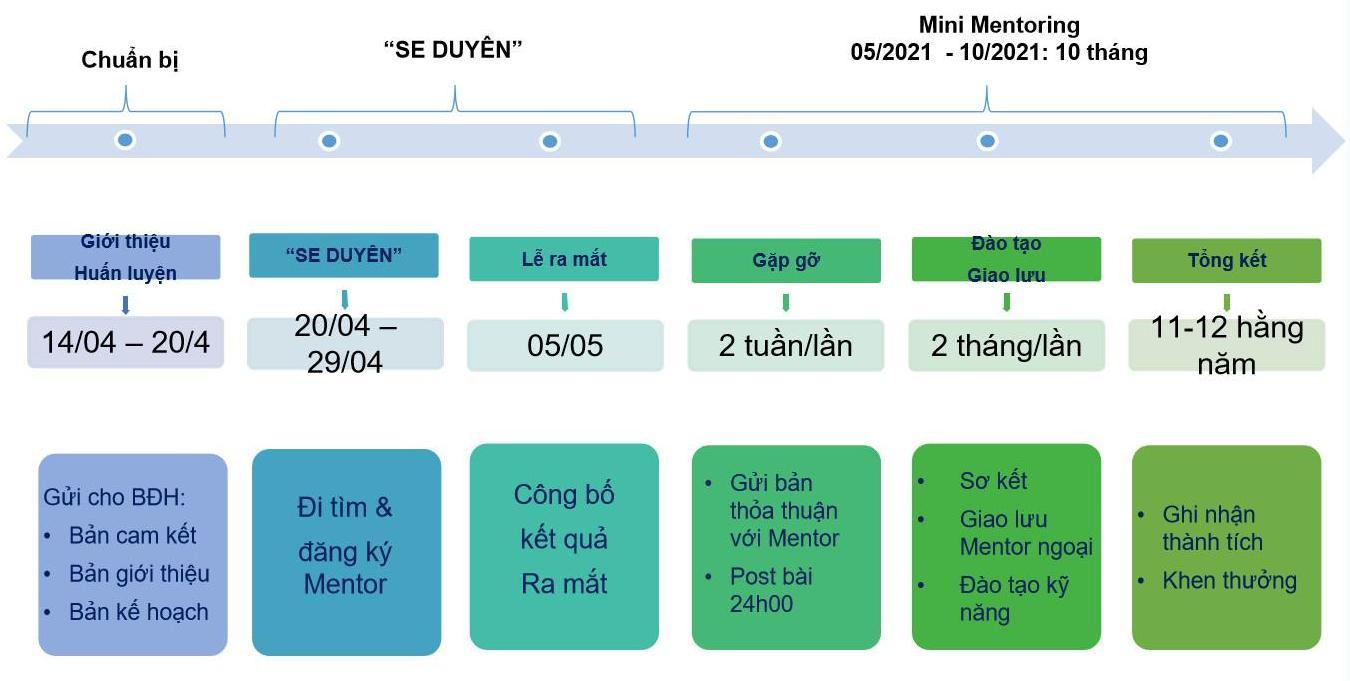 Chuẩn bị
“SE DUYÊN”
Mini Mentoring
05/2021 - 10/2021: 10 tháng
Giới thiệu
Huấn luyện
“SE DUYÊN”
Lễ ra mắt
Gặp gỡ
Đào tạo
Giao lưu
Tổng kết
14/04 – 20/4
20/04 –
29/04
05/05
2 tuần/lần
2 tháng/lần
11-12 hằng
năm
Gửi cho BĐH:
• Bản cam kết
• Bản giới thiệu
• Bản kế hoạch
Đi tìm &
đăng ký
Mentor
Công bố
kết quả
Ra mắt
• Gửi bản
thỏa thuận
với Mentor
• Post bài
24h00
• Sơ kết
• Giao lưu
Mentor ngoại
• Đào tạo kỹ
năng
• Ghi nhận
thành tích
• Khen thưởng